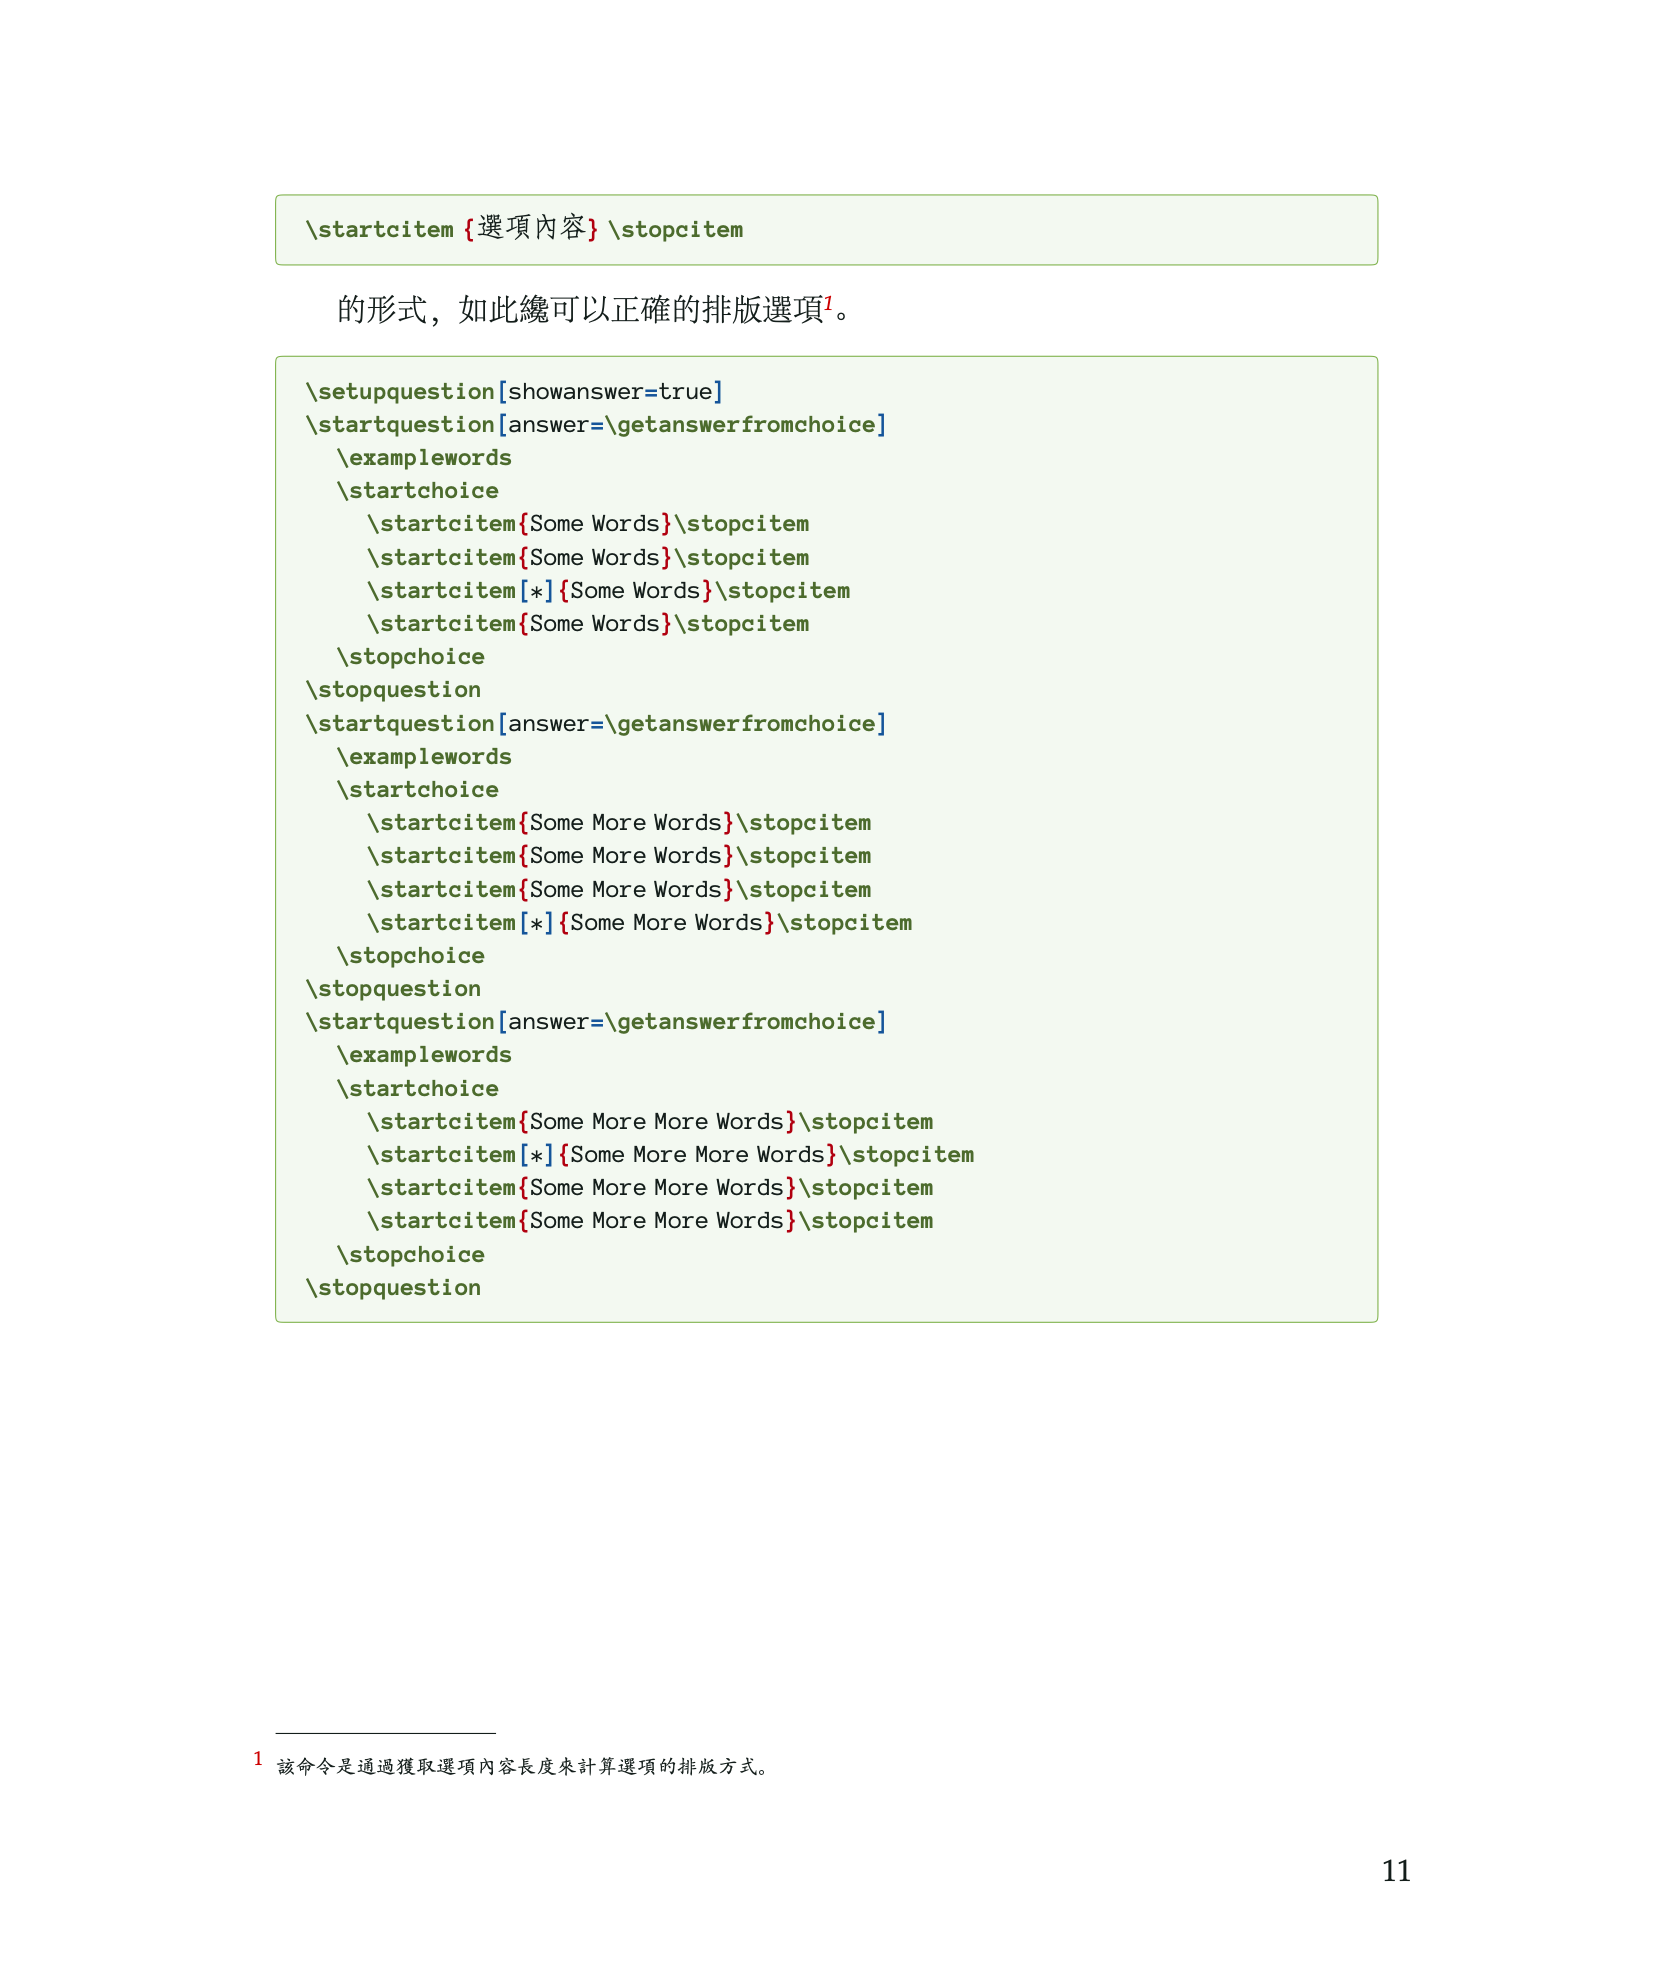 \startcitem {選項內容} \stopcitem
的形式，如此纔可以正確的排版選項1。
\setupquestion[showanswer=true]
\startquestion[answer=\getanswerfromchoice]
\examplewords
\startchoice
\startcitem{Some Words}\stopcitem
\startcitem{Some Words}\stopcitem
\startcitem[*]{Some Words}\stopcitem
\startcitem{Some Words}\stopcitem
\stopchoice
\stopquestion
\startquestion[answer=\getanswerfromchoice]
\examplewords
\startchoice
\startcitem{Some More Words}\stopcitem
\startcitem{Some More Words}\stopcitem
\startcitem{Some More Words}\stopcitem
\startcitem[*]{Some More Words}\stopcitem
\stopchoice
\stopquestion
\startquestion[answer=\getanswerfromchoice]
\examplewords
\startchoice
\startcitem{Some More More Words}\stopcitem
\startcitem[*]{Some More More Words}\stopcitem
\startcitem{Some More More Words}\stopcitem
\startcitem{Some More More Words}\stopcitem
\stopchoice
\stopquestion
1 該命令是通過獲取選項內容長度來計算選項的排版方式。
11